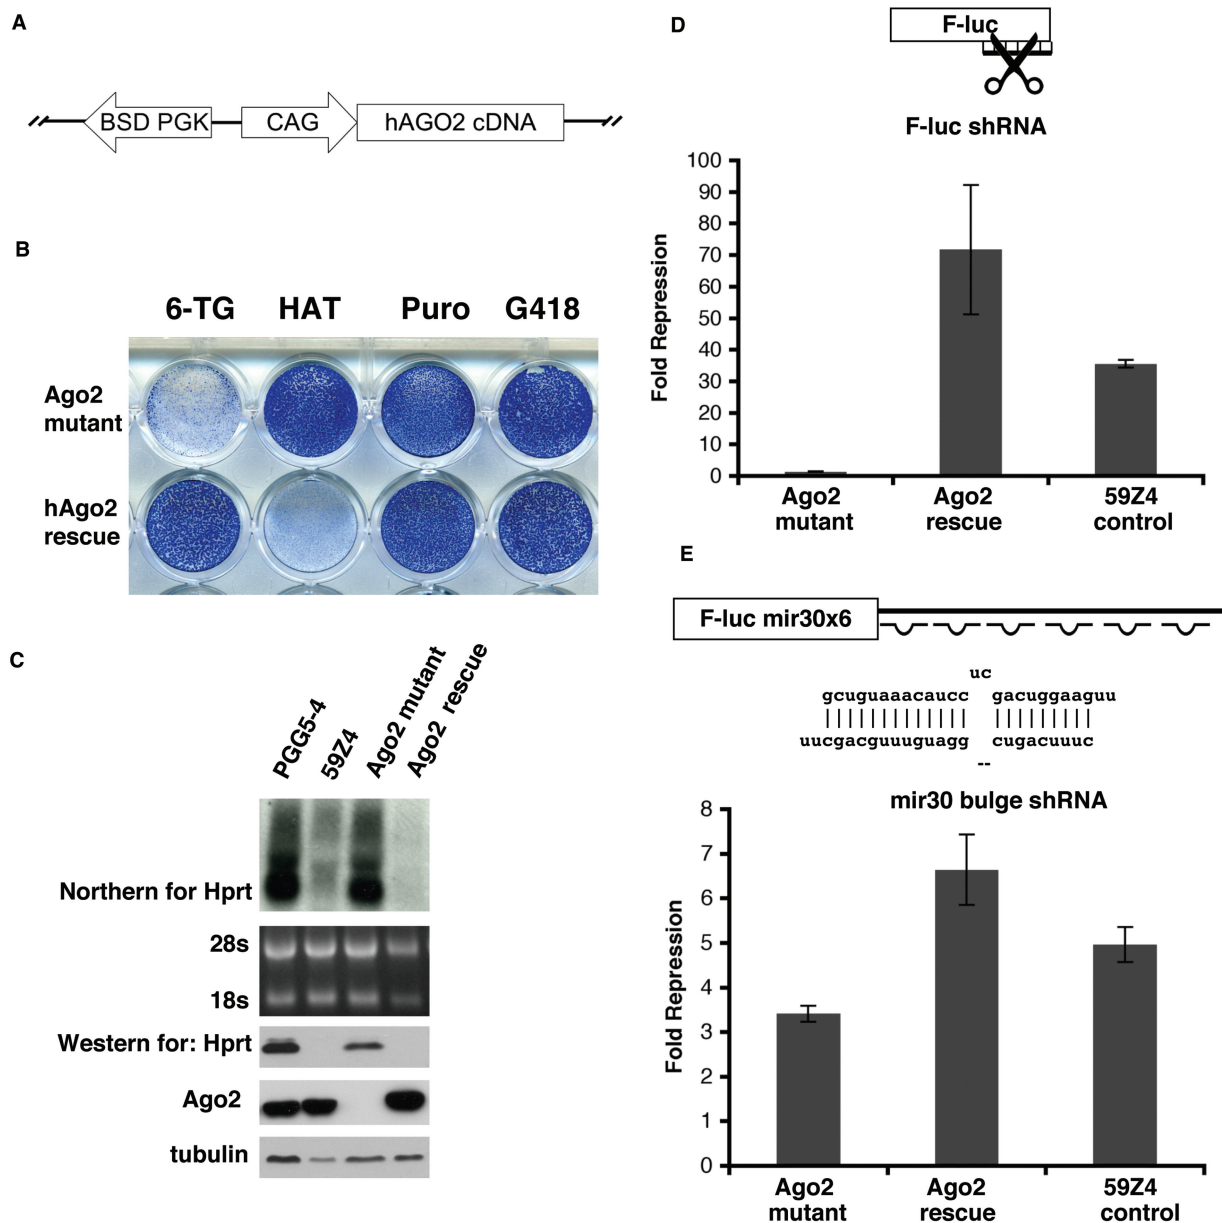 A
BSD PGK
CAG
hAGO2 cDNA
B
6-TG HAT Puro G418
Ago2
mutant
hAgo2
rescue
C
PGG5-4
59Z4
Ago2 mutant
Ago2 rescue
Northern for Hprt
28s
18s
Western for: Hprt
Ago2
tubulin
D
F-luc
F-luc shRNA
Fold Repression
100
90
80
70
60
50
40
30
20
10
0
Ago2
mutant
Ago2
rescue
59Z4
control
E
F-luc mir30x6
uc
gcuguaaacaucc gacuggaaguu
uucgacguuuguagg cugacuuuc
--
mir30 bulge shRNA
Fold Repression
8
7
6
5
4
3
2
1
0
Ago2
mutant
Ago2
rescue
59Z4
control